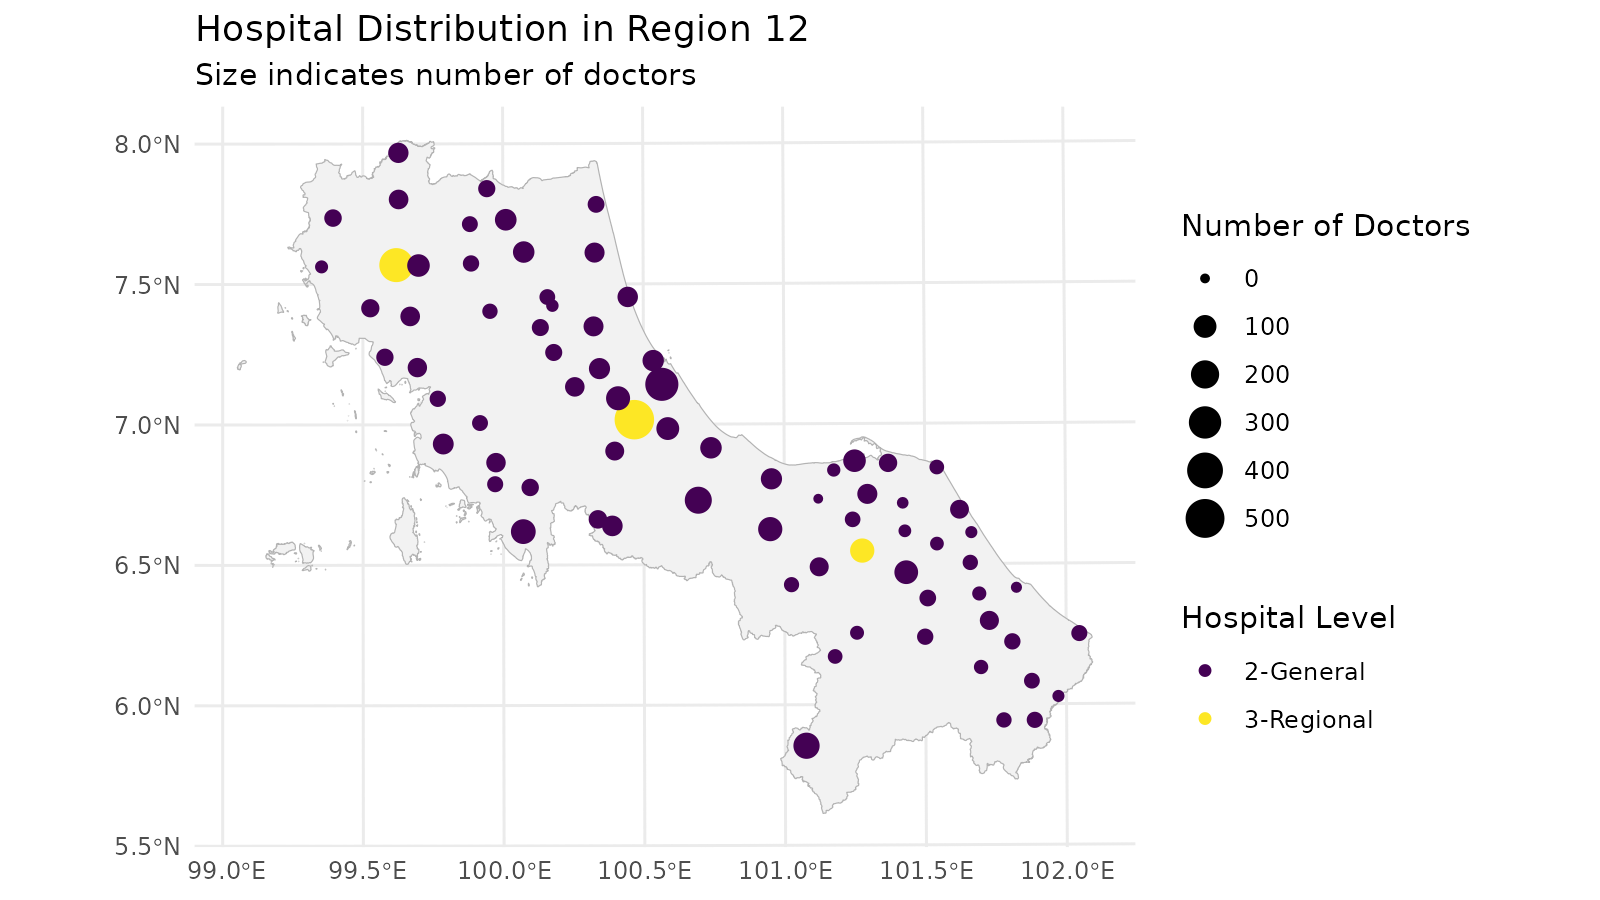 Hospital Distribution in Region 12
Size indicates number of doctors
8.0°N
7.5°N
7.0°N
6.5°N
6.0°N
5.5°N
99.0°E
99.5°E
100.0°E
100.5°E
101.0°E
101.5°E
102.0°E
Number of Doctors
0
100
200
300
400
500
Hospital Level
2-General
3-Regional